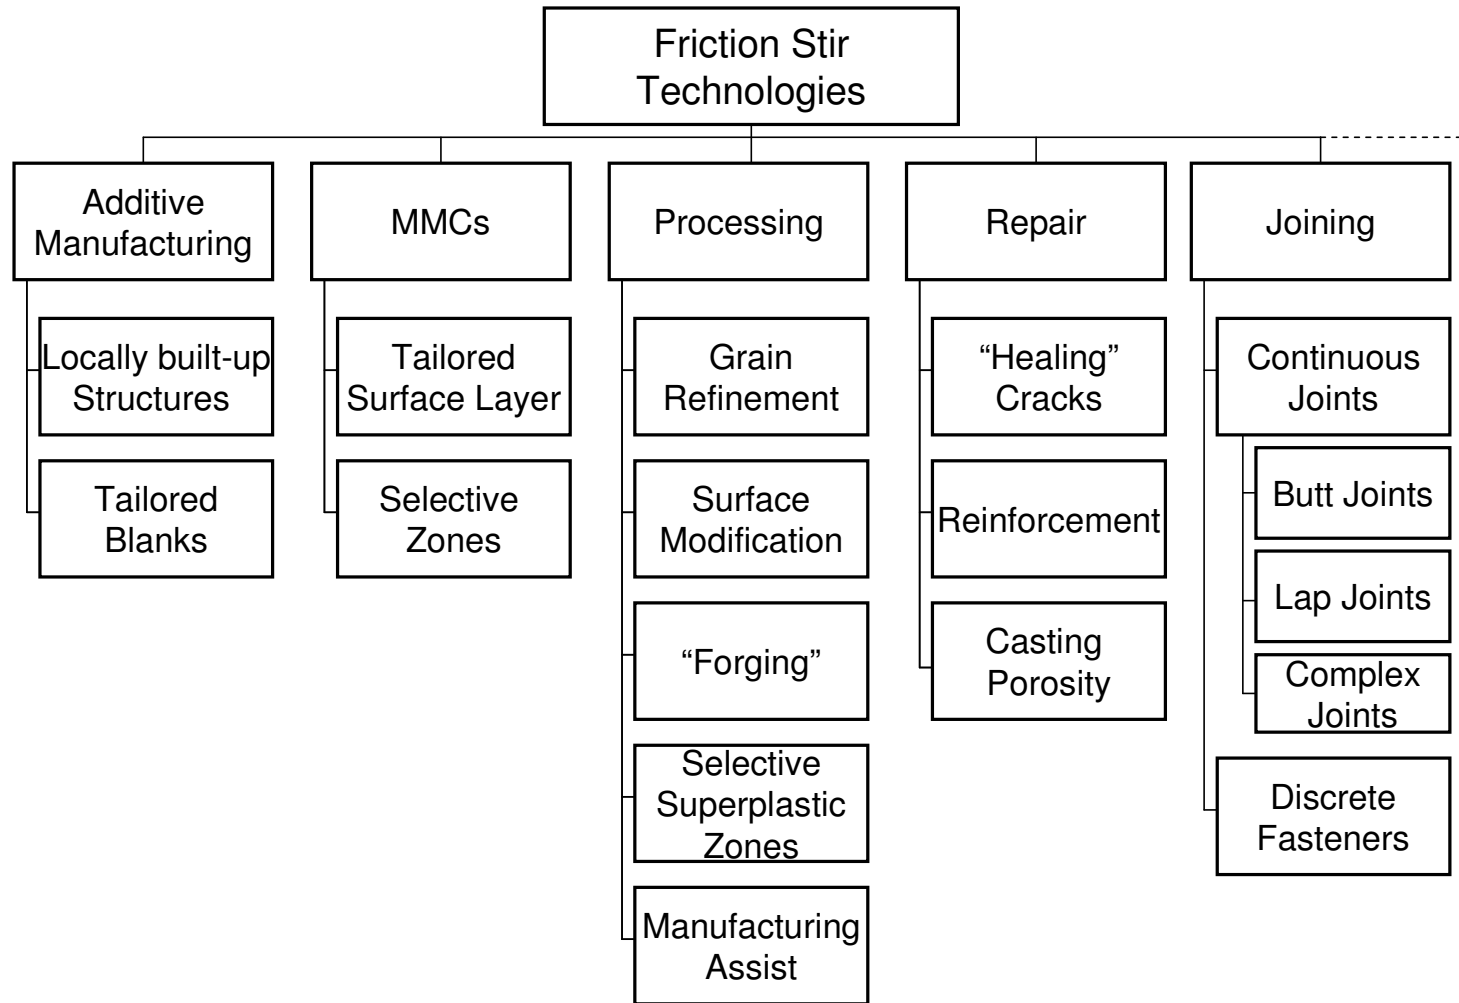 Friction Stir
Technologies
Additive
Manufacturing
MMCs
Processing
Repair
Joining
Locally built-up
Structures
Tailored
Blanks
Tailored
Surface Layer
Selective
Zones
Grain
Refinement
Surface
Modification
“Forging”
Selective
Superplastic
Zones
Manufacturing
Assist
“Healing”
Cracks
Reinforcement
Casting
Porosity
Continuous
Joints
Butt Joints
Lap Joints
Complex
Joints
Discrete
Fasteners